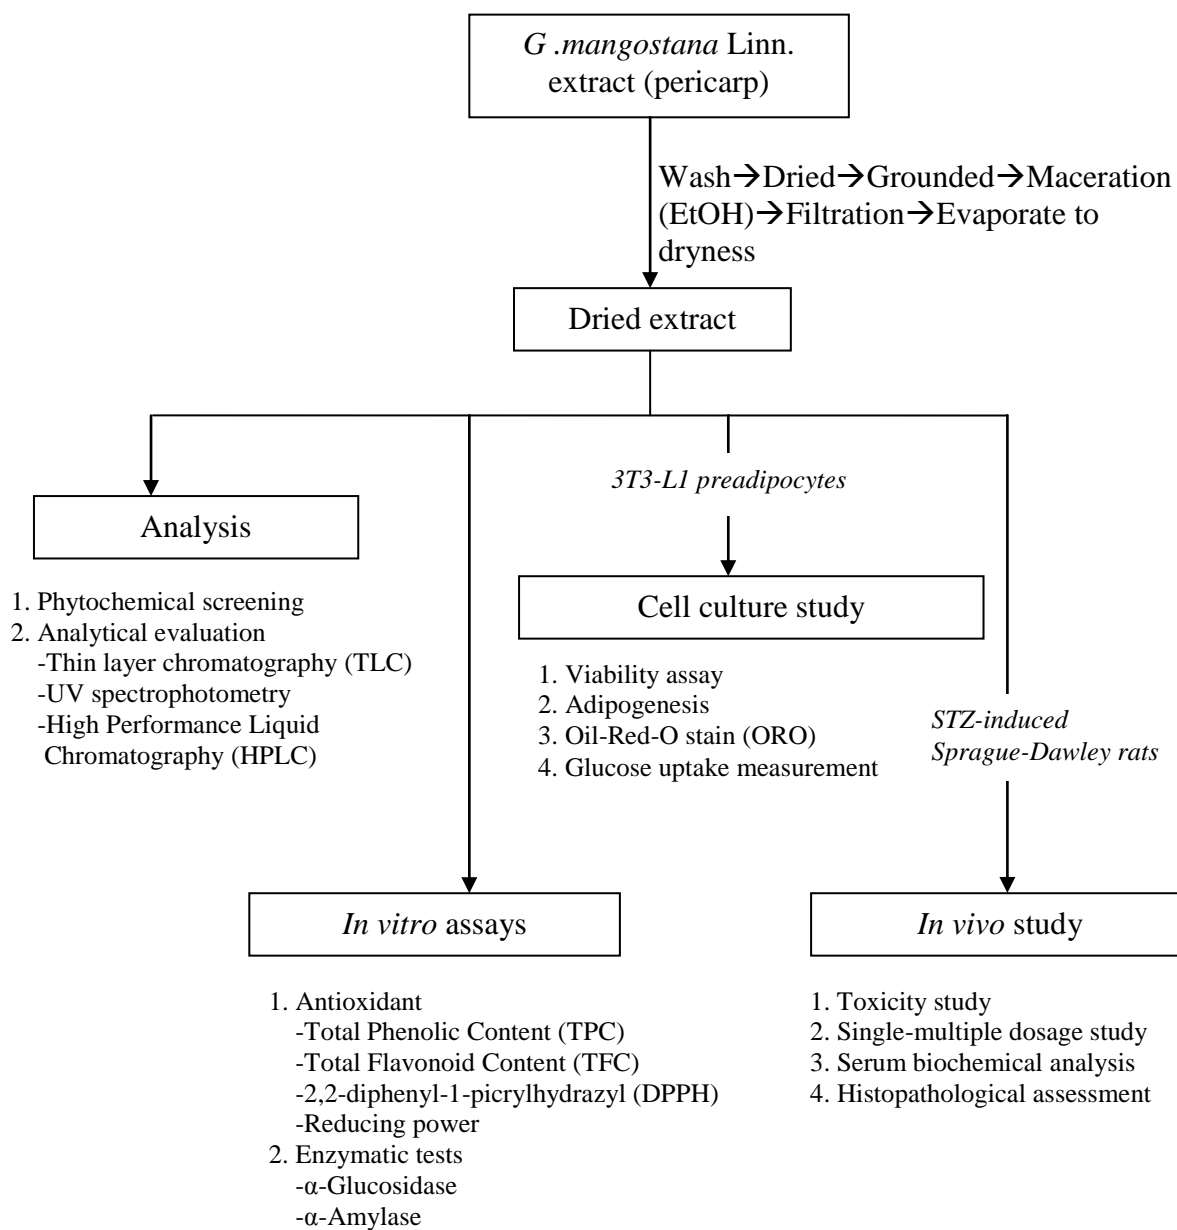 G .mangostana Linn.
extract (pericarp)
Wash→Dried→Grounded→Maceration
(EtOH)→Filtration→Evaporate to
dryness
Dried extract
Analysis
1. Phytochemical screening
2. Analytical evaluation
-Thin layer chromatography (TLC)
-UV spectrophotometry
-High Performance Liquid
Chromatography (HPLC)
3T3-L1 preadipocytes
Cell culture study
1. Viability assay
2. Adipogenesis
3. Oil-Red-O stain (ORO)
4. Glucose uptake measurement
STZ-induced
Sprague-Dawley rats
In vitro assays
1. Antioxidant
-Total Phenolic Content (TPC)
-Total Flavonoid Content (TFC)
-2,2-diphenyl-1-picrylhydrazyl (DPPH)
-Reducing power
2. Enzymatic tests
-α-Glucosidase
-α-Amylase
In vivo study
1. Toxicity study
2. Single-multiple dosage study
3. Serum biochemical analysis
4. Histopathological assessment